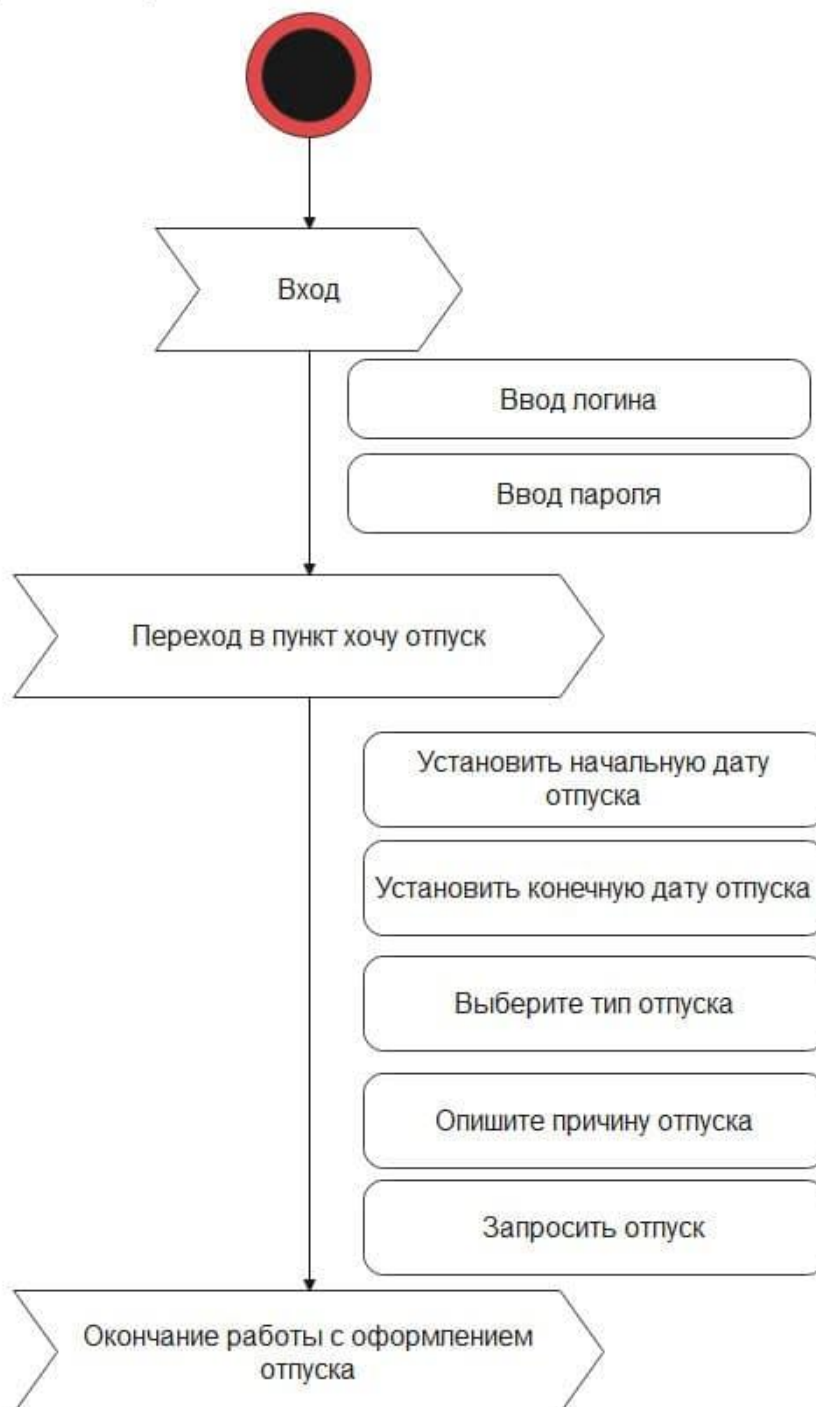 Вход
Ввод логина
Ввод пароля
Переход в пункт хочу отпуск
Установить начальную дату
отпуска
Установить конечную дату отпуска
Выберите тип отпуска
Опишите причину отпуска
Запросить отпуск
Окончание работы с оформлением
отпуска